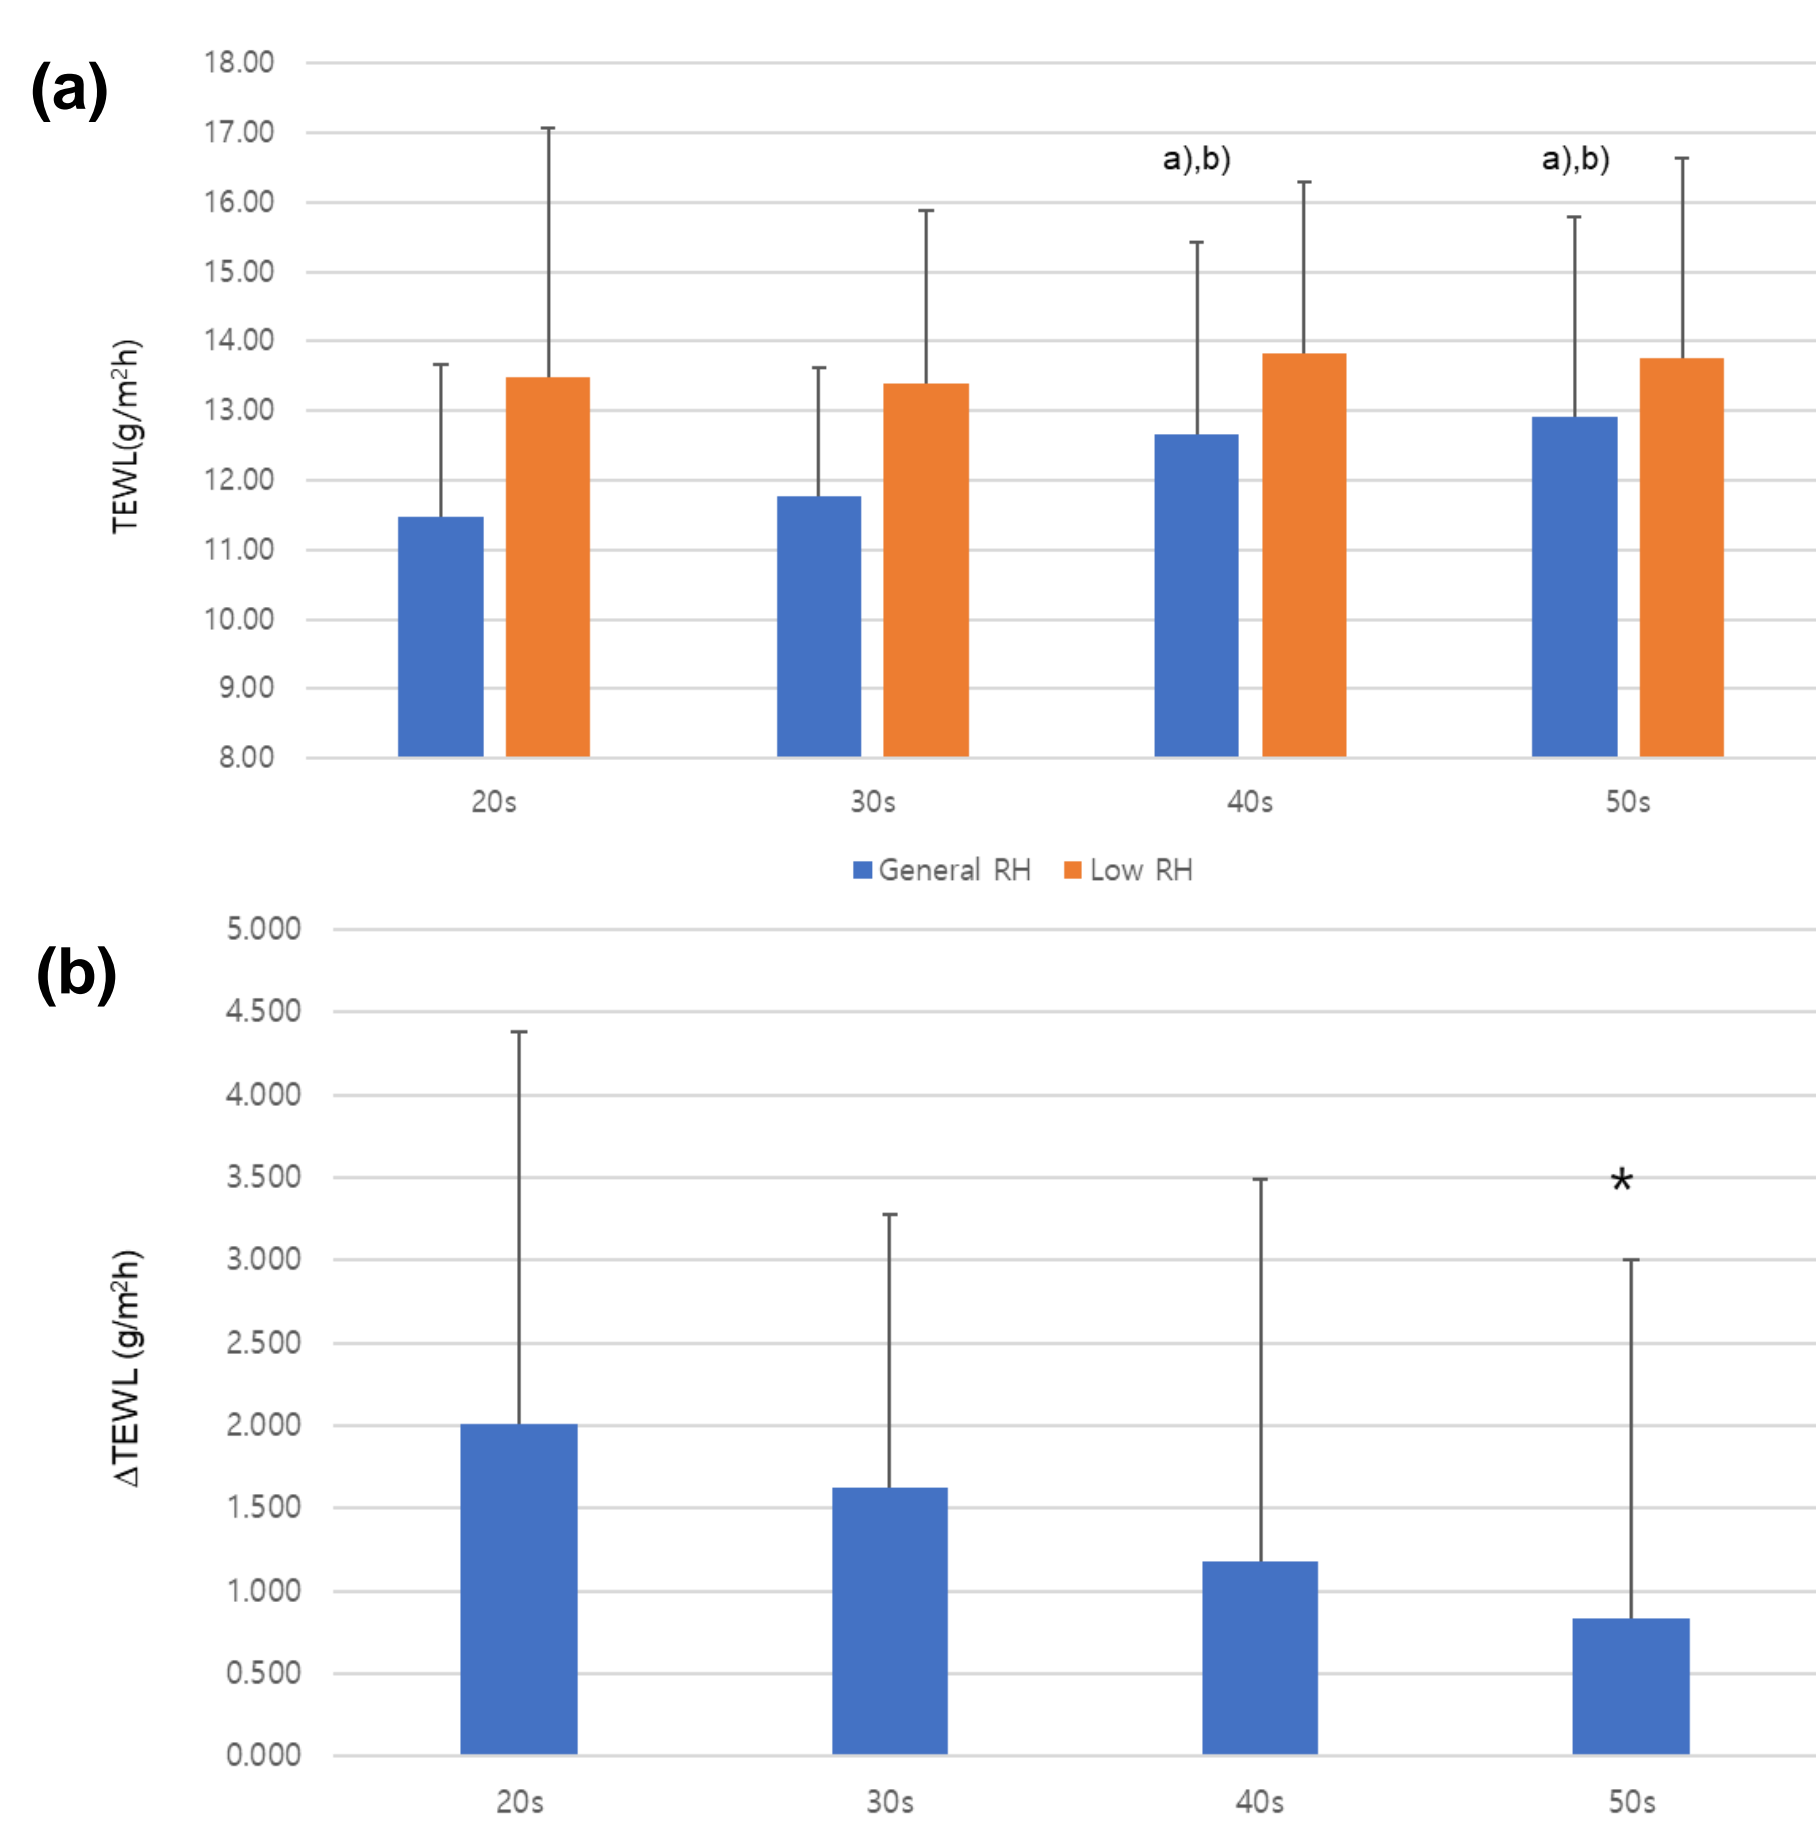 (a)
18.00
17.00
16.00
15.00
14.00
13.00
12.00
11.00
10.00
9.00
8.00
TEWL(g/m²h)
a),b)
a),b)
20s 30s 40s 50s
General RH Low RH
(b)
5.000
4.500
4.000
3.500
3.000
2.500
2.000
1.500
1.000
0.500
0.000
ΔTEWL (g/m²h)
*
20s 30s 40s 50s